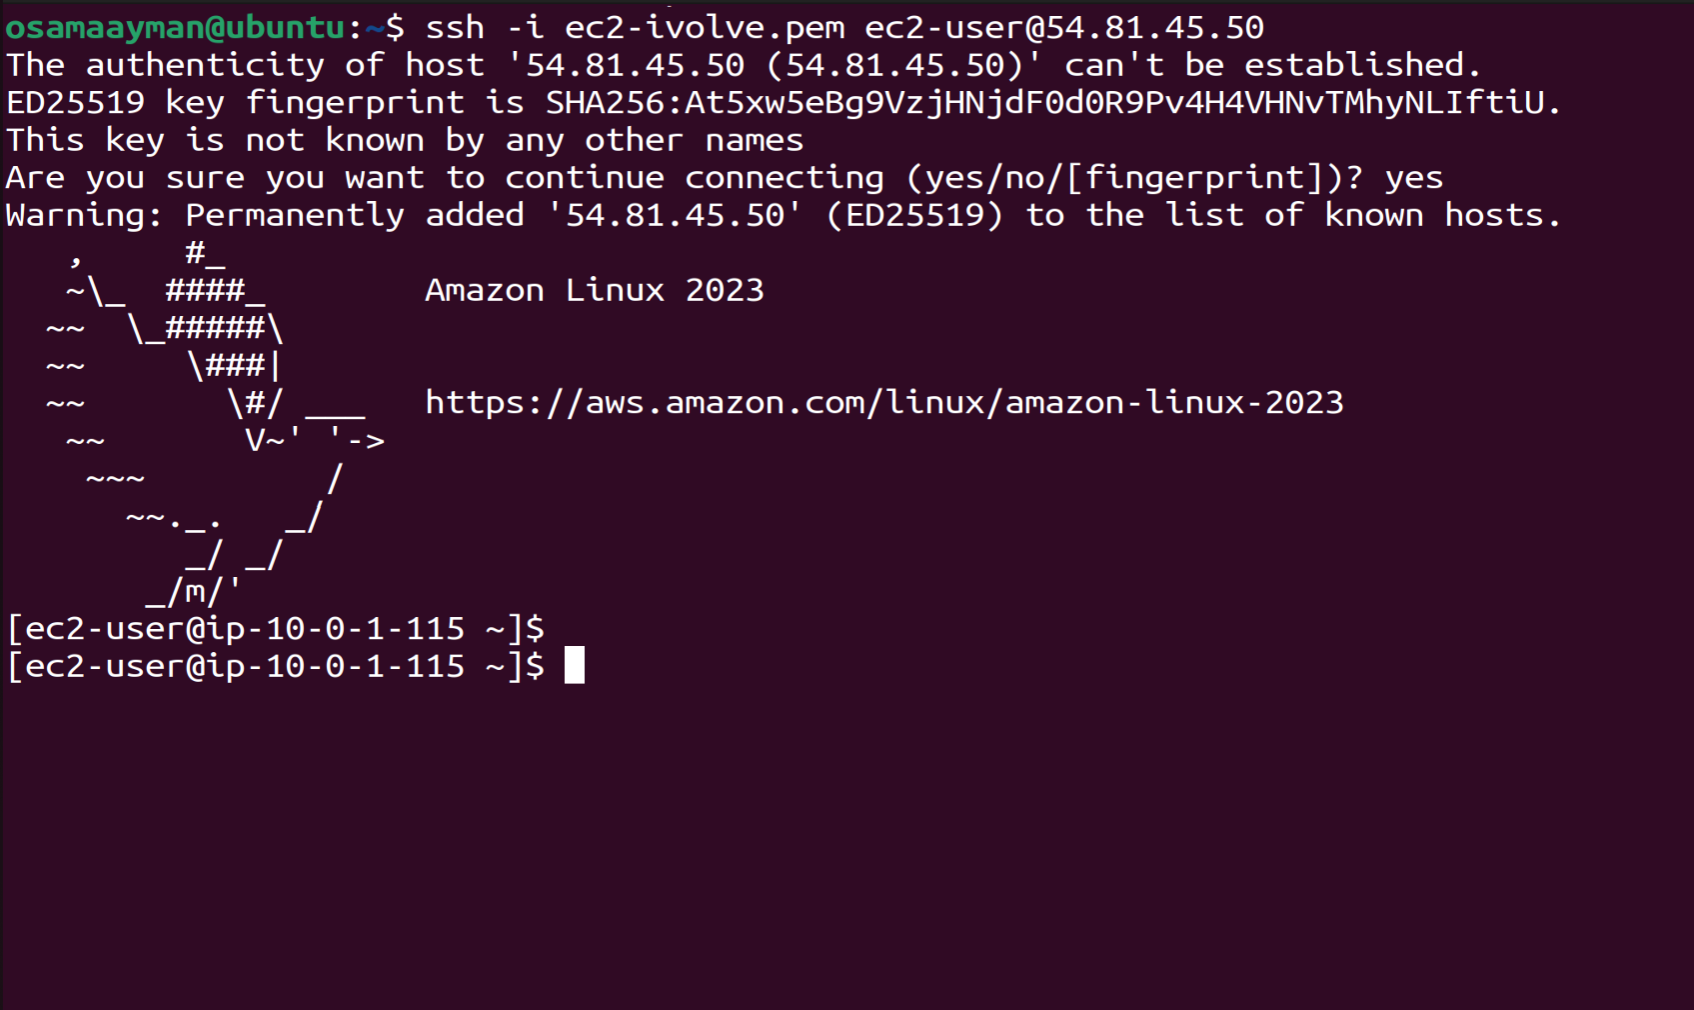 osamaayman@ubuntu:~$ ssh -i ec2-ivolve.pem ec2-user@54.81.45.50
The authenticity of host '54.81.45.50 (54.81.45.50)' can't be established.
ED25519 key fingerprint is SHA256:At5xw5eBg9VzjHNjdF0d0R9Pv4H4VHNvTMhyNLIftiU.
This key is not known by any other names
Are you sure you want to continue connecting (yes/no/[fingerprint])? yes
Warning: Permanently added '54.81.45.50' (ED25519) to the list of known hosts.
   ,     #_
   ~\_  ####_        Amazon Linux 2023
  ~~  \_#####\
  ~~     \###|
  ~~       \#/ ___   https://aws.amazon.com/linux/amazon-linux-2023
   ~~       V~' '->
    ~~~         /
      ~~._.   _/
         _/ _/
       _/m/'
[ec2-user@ip-10-0-1-115 ~]$
[ec2-user@ip-10-0-1-115 ~]$